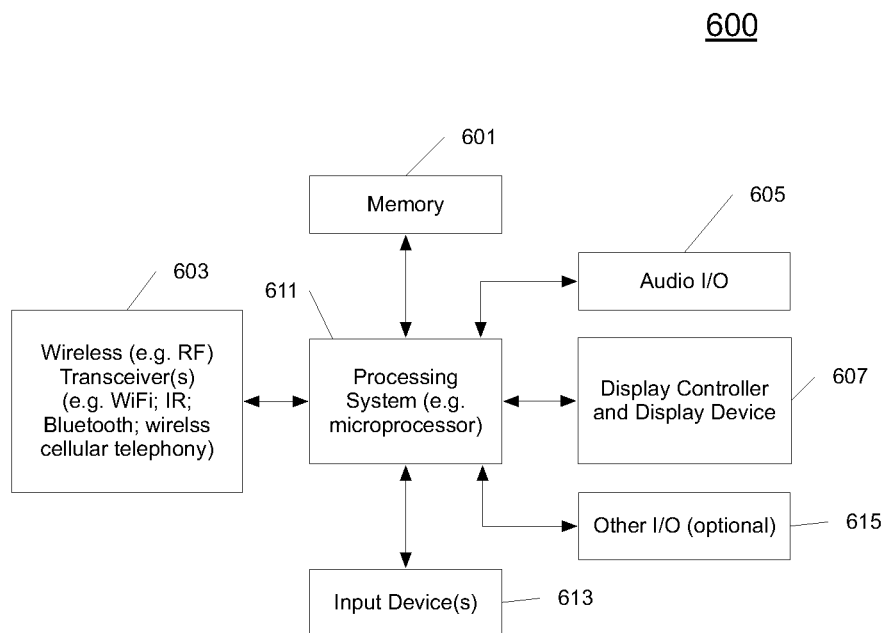 600
601
Memory
605
Audio I/O
603
611
Wireless (e.g. RF)
Transceiver(s)
(e.g. WiFi; IR;
Bluetooth; wirelss
cellular telephony)
Processing
System (e.g.
microprocessor)
Display Controller
and Display Device
607
Other I/O (optional)
615
Input Device(s)
613